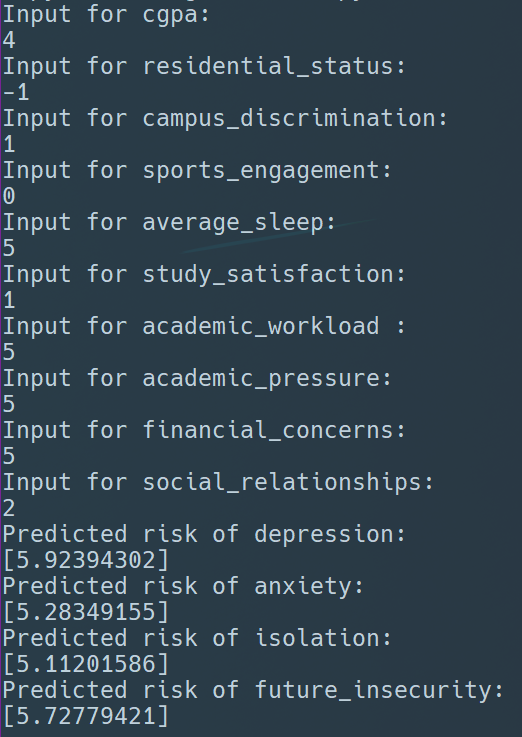 Input for cgpa:
4
Input for residential_status:
-1
Input for campus_discrimination:
1
Input for sports_engagement:
0
Input for average_sleep:
5
Input for study_satisfaction:
1
Input for academic_workload :
5
Input for academic_pressure:
5
Input for financial_concerns:
5
Input for social_relationships:
2
Predicted risk of depression:
[5.92394302]
Predicted risk of anxiety:
[5.28349155]
Predicted risk of isolation:
[5.11201586]
Predicted risk of future_insecurity:
[5.72779421]